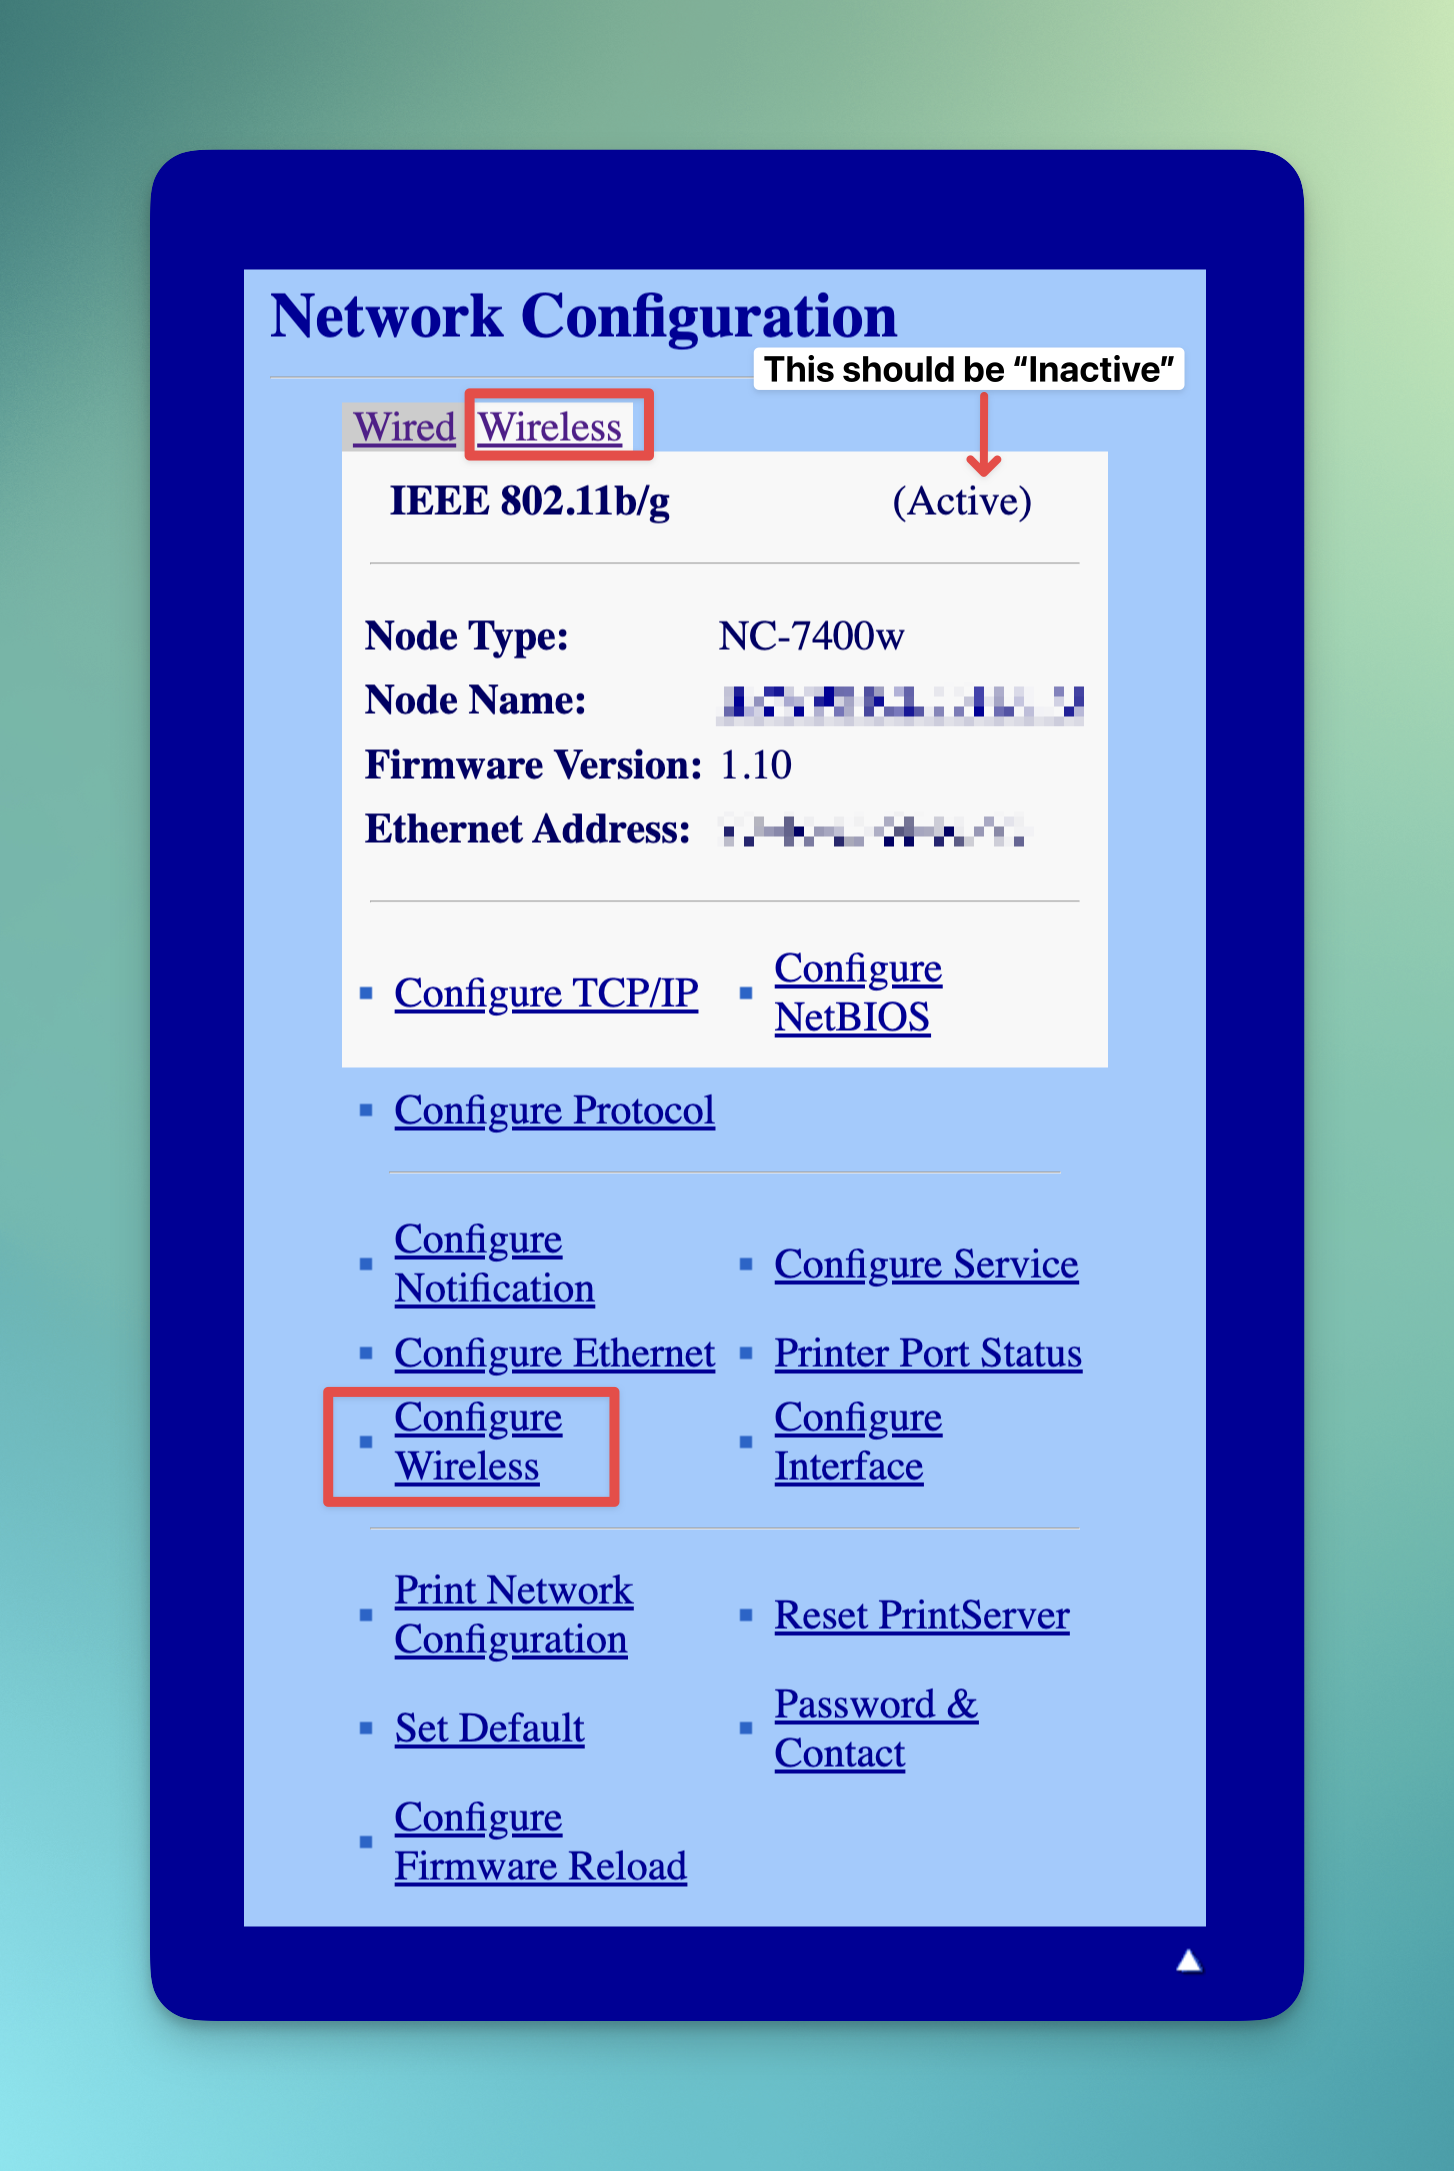 Network Configuration
This should be “Inactive”
Wired Wireless
IEEE 802.11b/g (Active)
Node Type: NC-7400w
Node Name:
Firmware Version: 1.10
Ethernet Address:
Configure TCP/IP
Configure
NetBIOS
Configure Protocol
Configure
Notification
Configure Service
Configure Ethernet
Printer Port Status
Configure
Wireless
Configure
Interface
Print Network
Configuration
Reset PrintServer
Set Default
Password &
Contact
Configure
Firmware Reload